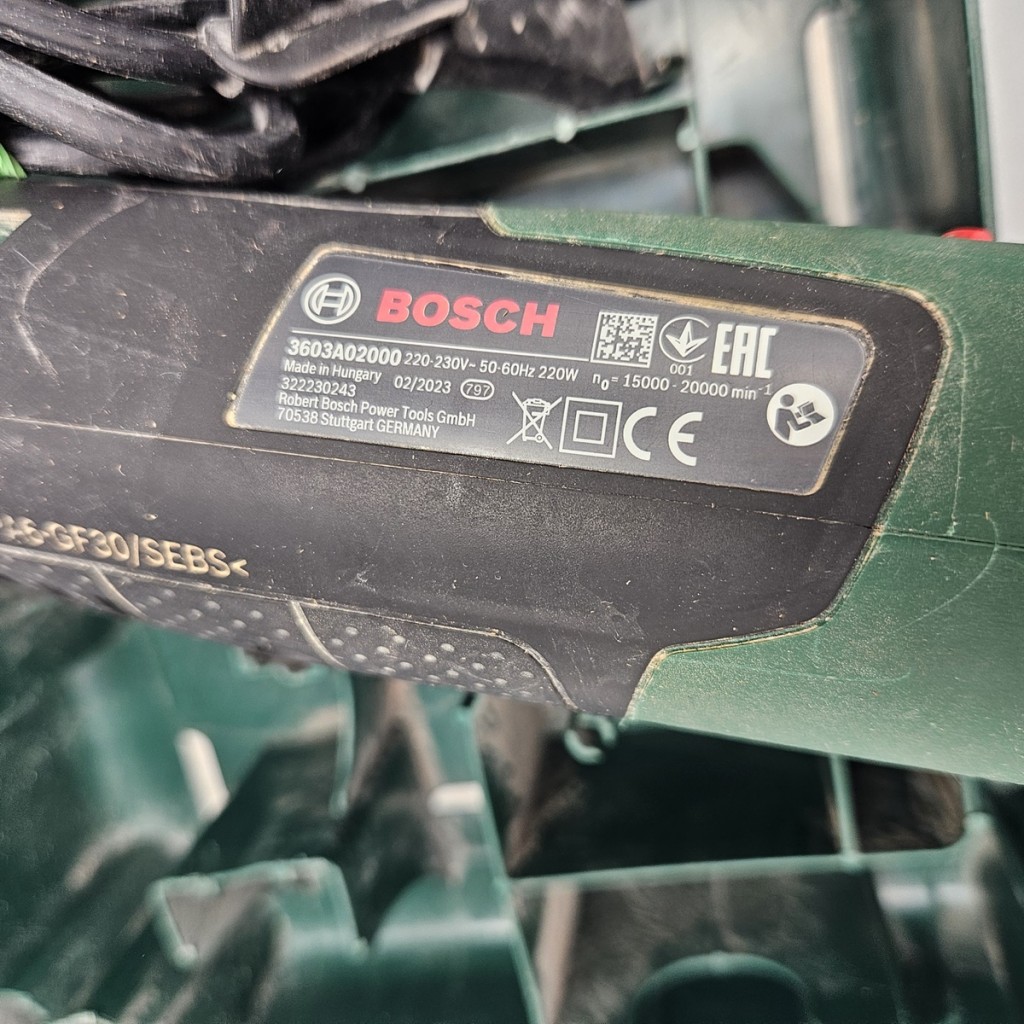 BOSCH
EAC
001
3603A02000 220-230V~ 50-60Hz 220W n₀ = 15000 - 20000 min⁻¹
Made in Hungary 02/2023 797
322230243
Robert Bosch Power Tools GmbH
70538 Stuttgart GERMANY
CE
GF30/SEBS<